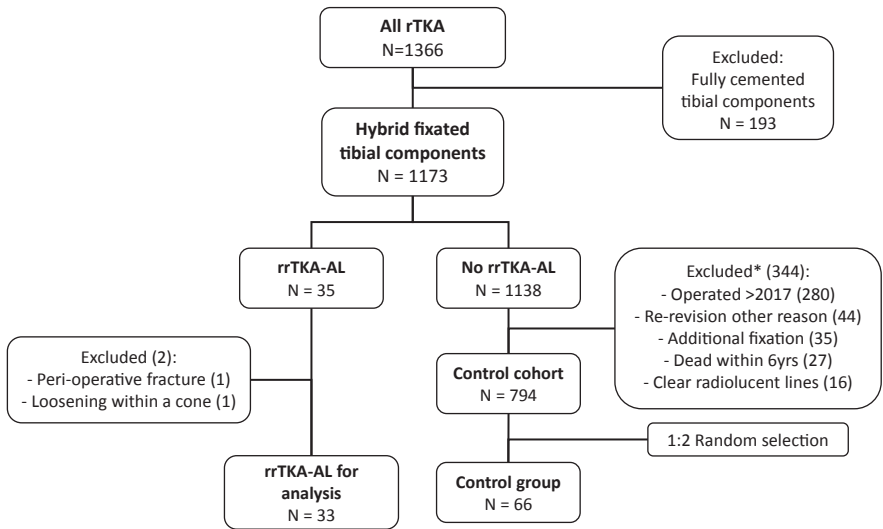 All rTKA
N=1366
Excluded:
Fully cemented
tibial components
N = 193
Hybrid fixated
tibial components
N = 1173
rrTKA-AL
N = 35
No rrTKA-AL
N = 1138
Excluded* (344):
- Operated >2017 (280)
- Re-revision other reason (44)
- Additional fixation (35)
- Dead within 6yrs (27)
- Clear radiolucent lines (16)
Excluded (2):
- Peri-operative fracture (1)
- Loosening within a cone (1)
Control cohort
N = 794
1:2 Random selection
rrTKA-AL for
analysis
N = 33
Control group
N = 66